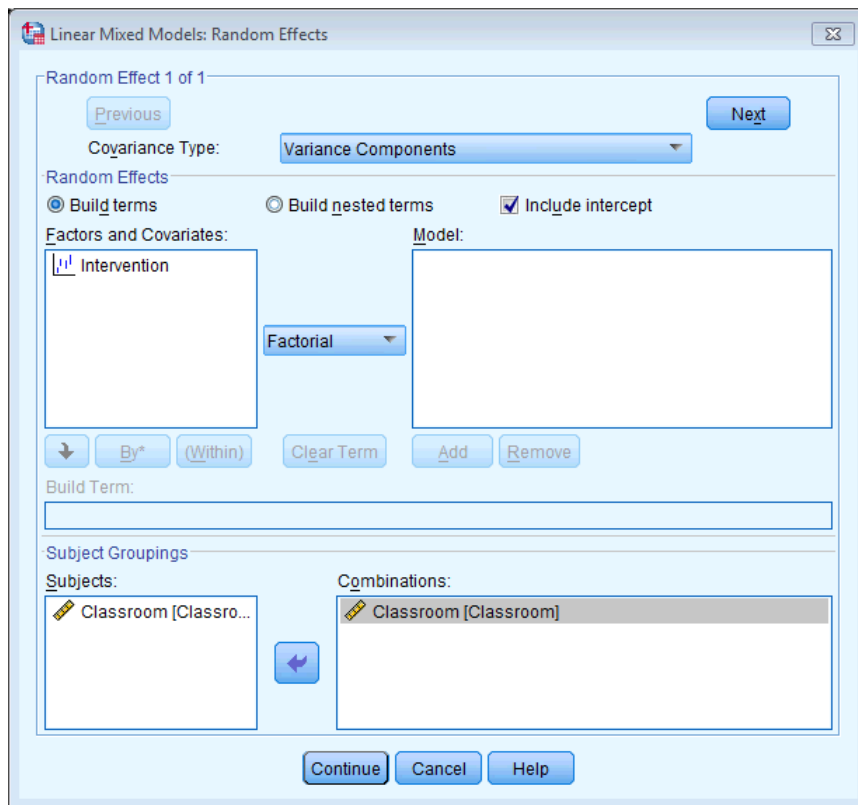 Linear Mixed Models: Random Effects
Random Effect 1 of 1
Previous
Next
Covariance Type:
Variance Components
Random Effects
Build terms
Build nested terms
Include intercept
Factors and Covariates:
Model:
Intervention
Factorial
By*
(Within)
Clear Term
Add
Remove
Build Term:
Subject Groupings
Subjects:
Combinations:
Classroom [Classro...
Classroom [Classroom]
Continue
Cancel
Help